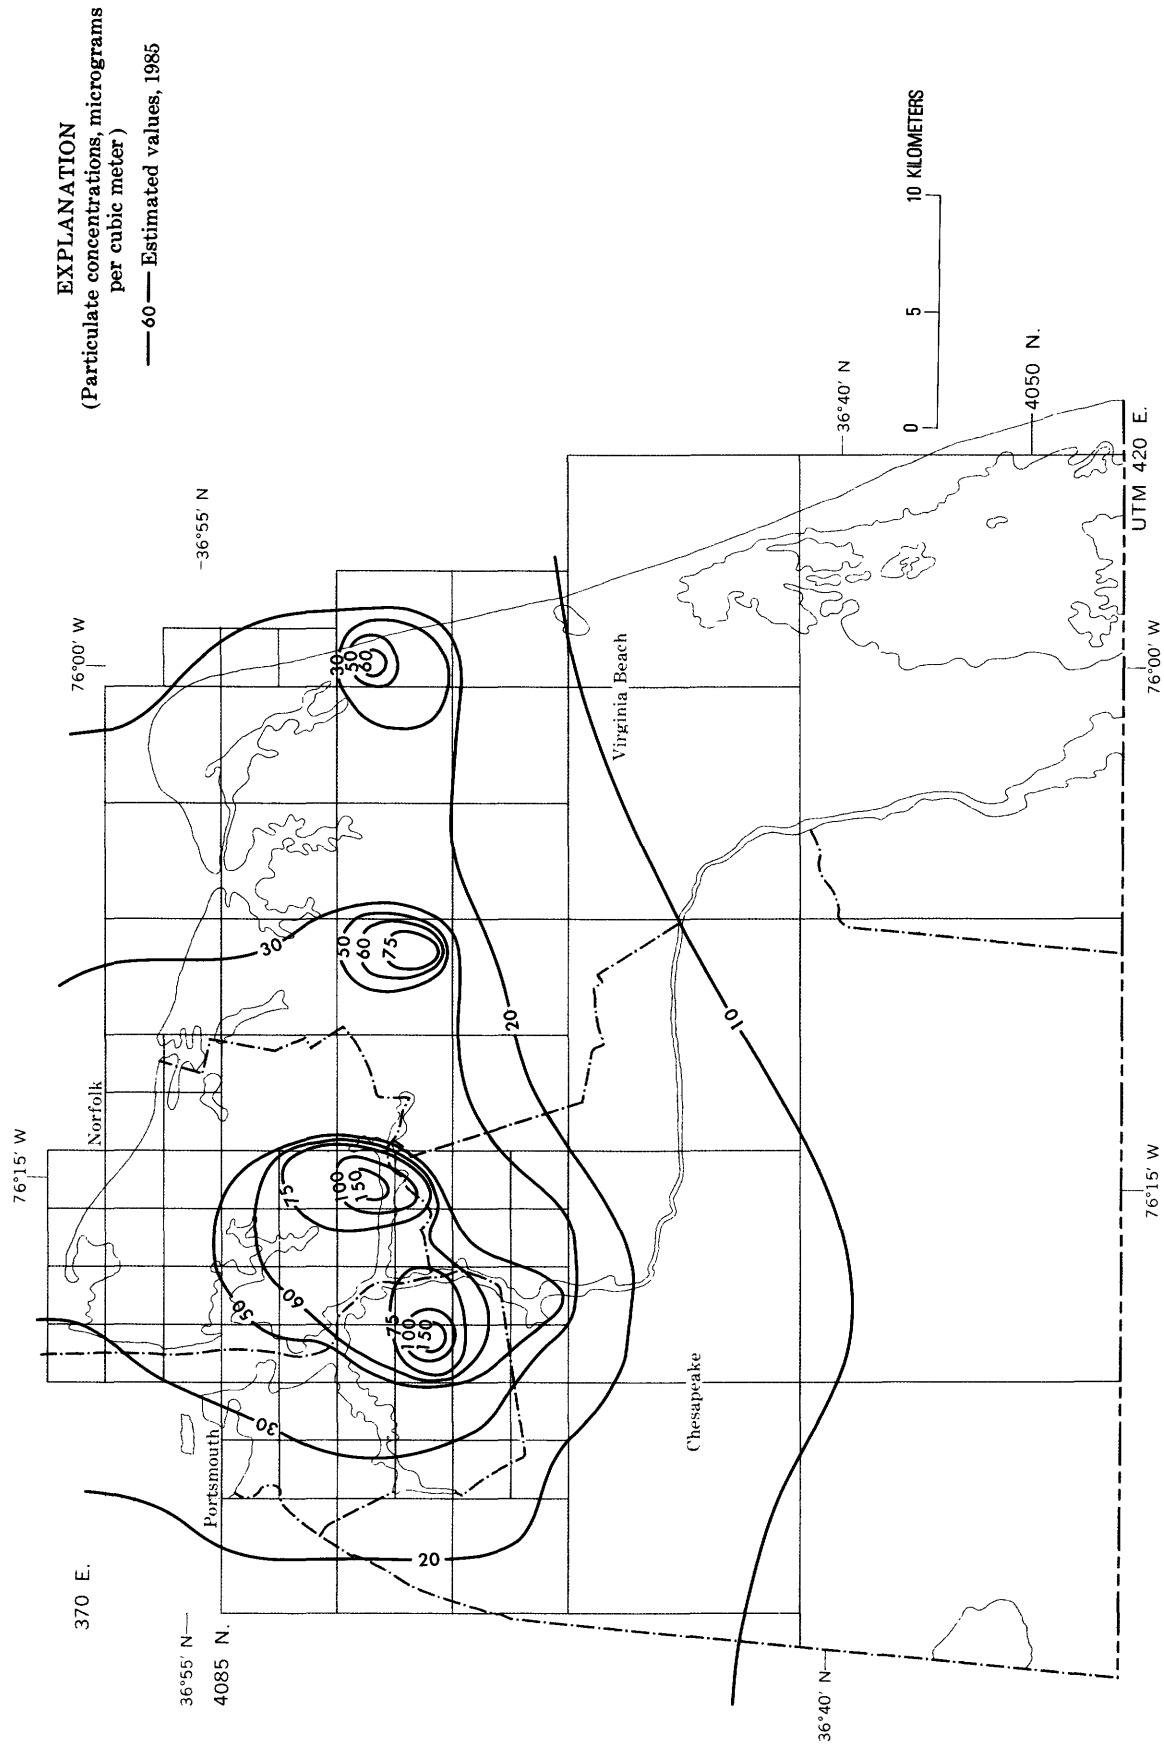 EXPLANATION
(Particulate concentrations, micrograms
per cubic meter)
60 Estimated values, 1985
370 E.
76°15' W
76°00' W
36°55' N
4085 N.
36°55' N
Portsmouth
Norfolk
30
20
50
60
75
100
150
75
100
150
30
50
60
75
30
50
60
20
10
Virginia Beach
Chesapeake
0 5 10 KILOMETERS
36°40' N
36°40' N
4050 N.
76°15' W
76°00' W
UTM 420 E.